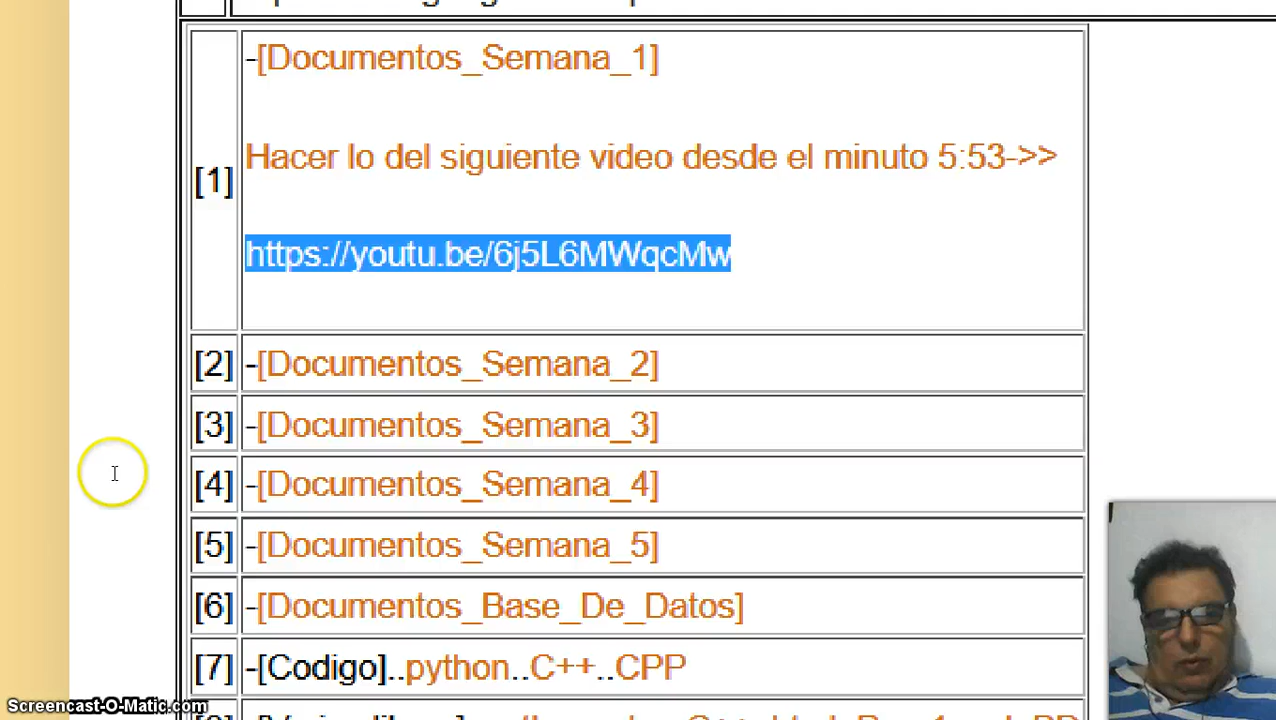 [1]
-[Documentos_Semana_1]
Hacer lo del siguiente video desde el minuto 5:53->>
https://youtu.be/6j5L6MWqcMw
[2] -[Documentos_Semana_2]
[3] -[Documentos_Semana_3]
[4] -[Documentos_Semana_4]
[5] -[Documentos_Semana_5]
[6] -[Documentos_Base_De_Datos]
[7] -[Codigo]..python..C++..CPP
Screencast-O-Matic.com